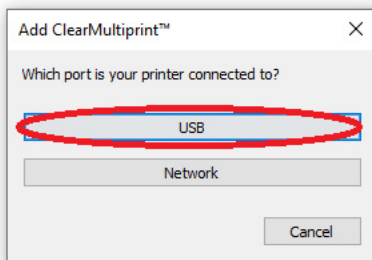 Add ClearMultiprint™
Which port is your printer connected to?
USB
Network
Cancel